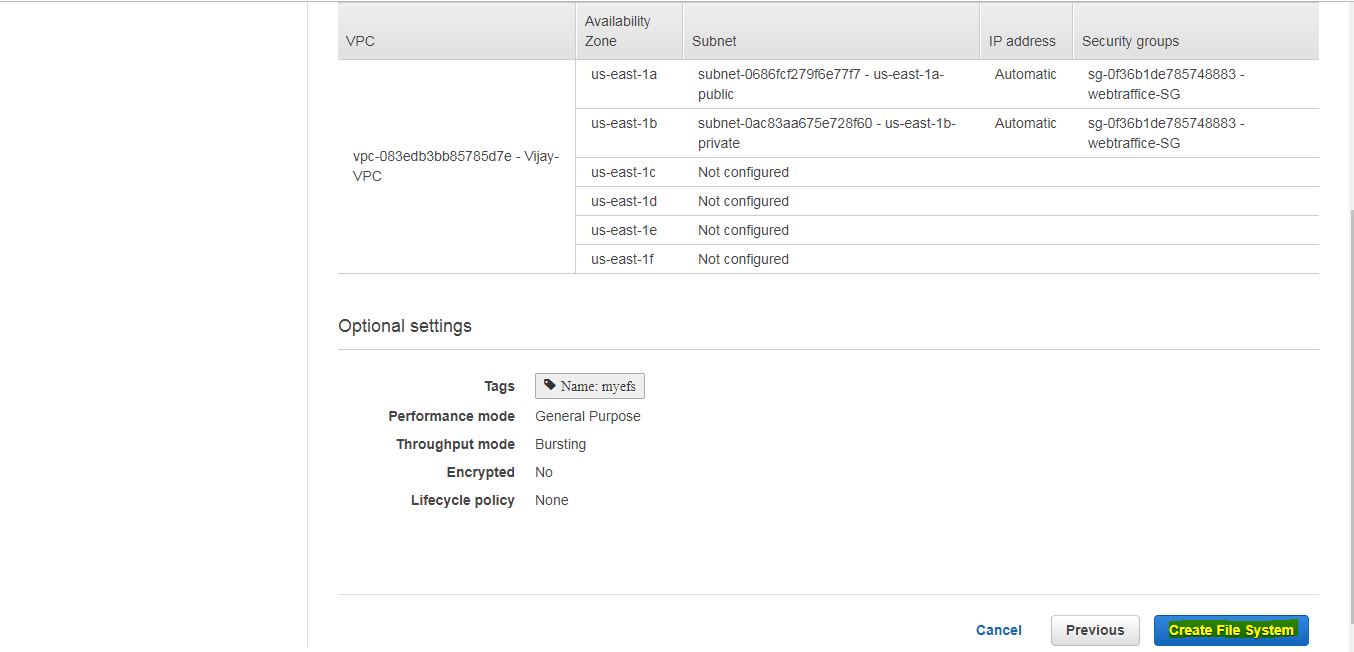 VPC
Availability
Zone
Subnet
IP address
Security groups
vpc-083edb3bb85785d7e - Vijay-
VPC
us-east-1a
subnet-0686fcf279f6e77f7 - us-east-1a-
public
Automatic
sg-0f36b1de785748883 -
webtraffice-SG
us-east-1b
subnet-0ac83aa675e728f60 - us-east-1b-
private
Automatic
sg-0f36b1de785748883 -
webtraffice-SG
us-east-1c
Not configured
us-east-1d
Not configured
us-east-1e
Not configured
us-east-1f
Not configured
Optional settings
Tags
Name: myefs
Performance mode
General Purpose
Throughput mode
Bursting
Encrypted
No
Lifecycle policy
None
Cancel
Previous
Create File System